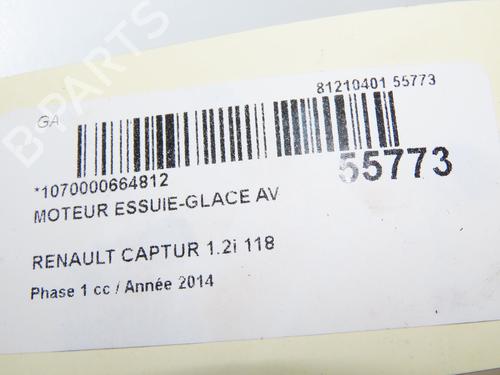 81210401 55773
GA
*1070000664812
55773
MOTEUR ESSUIE-GLACE AV
RENAULT CAPTUR 1.2i 118
Phase 1 cc / Année 2014
B-PARTS